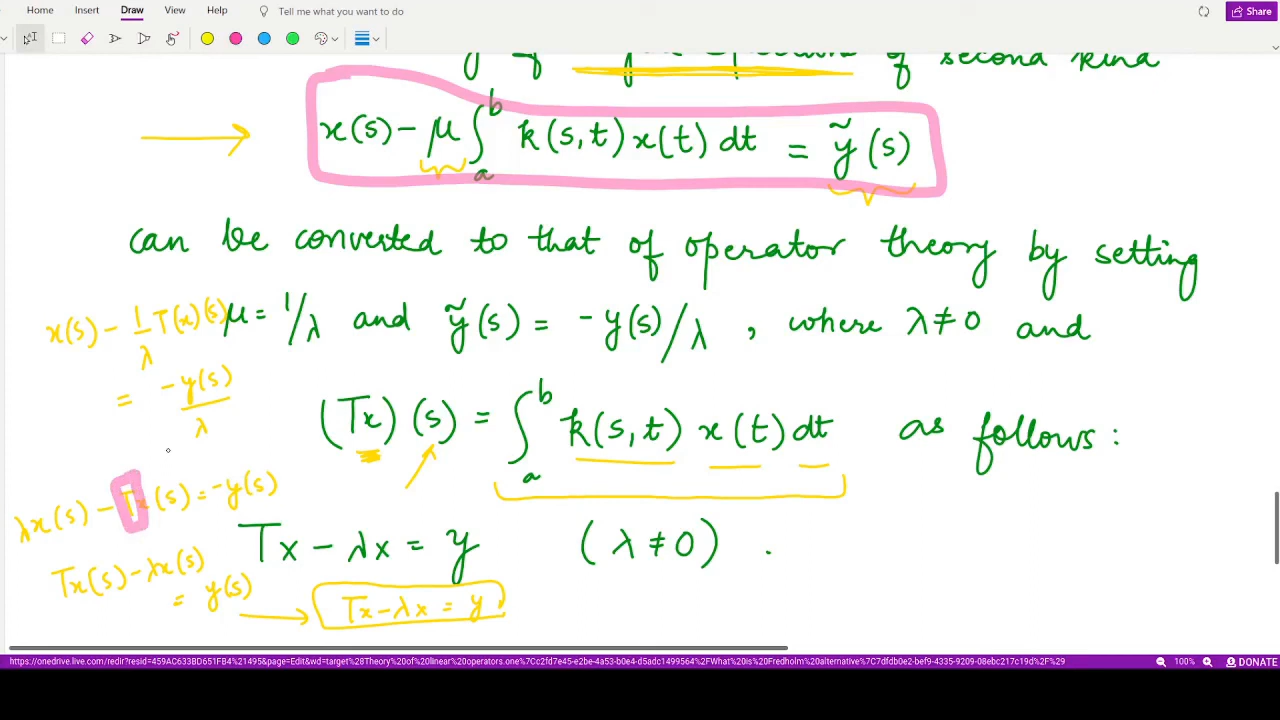 Home Insert Draw View Help Tell me what you want to do Share
of second kind
x(s) - μ ∫_a^b k(s,t) x(t) dt = ỹ(s)
can be converted to that of operator theory by setting
μ = 1/λ and ỹ(s) = -y(s)/λ , where λ ≠ 0 and
x(s) - 1/λ T(x)(s)
= -y(s)/λ
(Tx)(s) = ∫_a^b k(s,t) x(t) dt as follows:
λx(s) - Tx(s) = -y(s)
Tx - λx = y (λ ≠ 0) .
Tx(s) - λx(s)
= y(s)
Tx - λx = y
100% DONATE